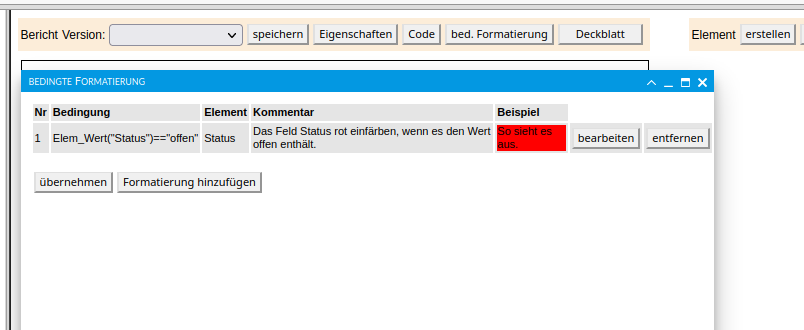 Bericht Version: speichern Eigenschaften Code bed. Formatierung Deckblatt Element erstellen
BEDINGTE FORMATIERUNG
Nr Bedingung Element Kommentar Beispiel
1 Elem_Wert("Status")=="offen" Status Das Feld Status rot einfärben, wenn es den Wert
offen enthält.
So sieht es
aus.
bearbeiten entfernen
übernehmen Formatierung hinzufügen